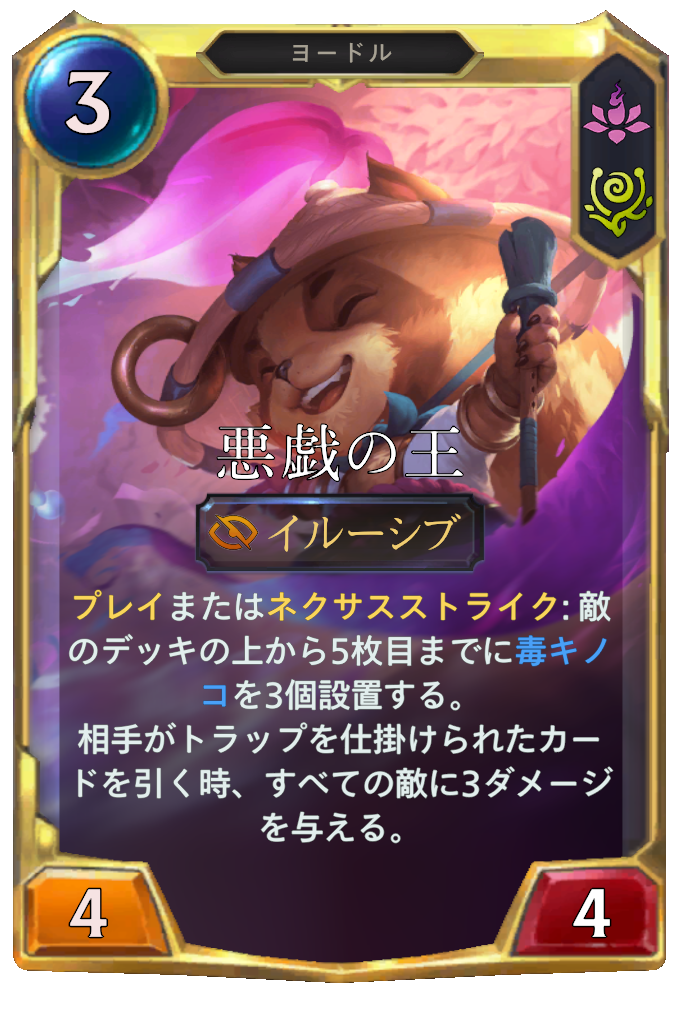 ヨードル
3
悪戯の王
イルーシブ
プレイまたはネクサスストライク: 敵
のデッキの上から5枚目までに毒キノ
コを3個設置する。
相手がトラップを仕掛けられたカー
ドを引く時、すべての敵に3ダメージ
を与える。
4
4